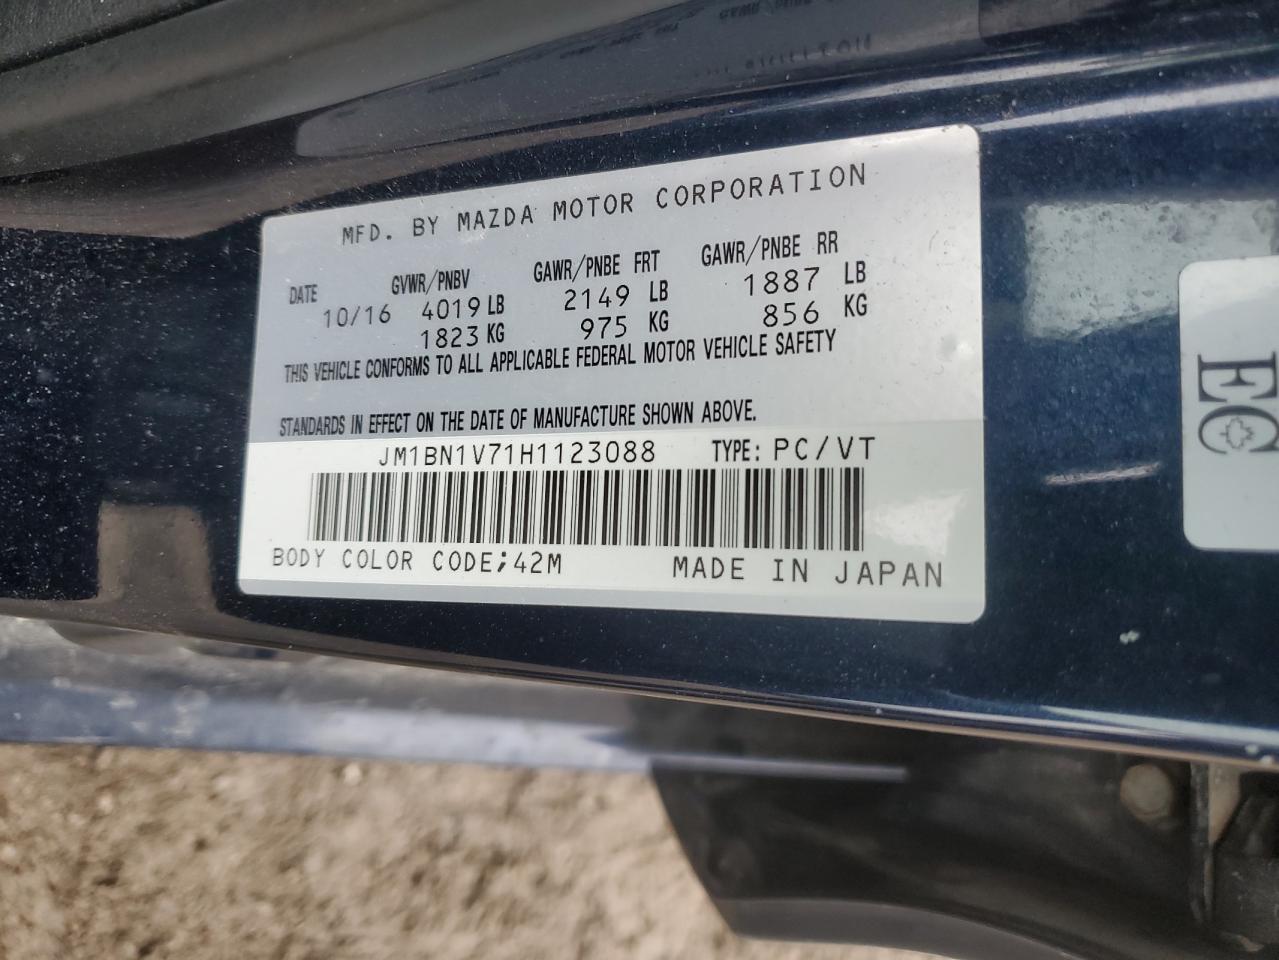 MFD. BY MAZDA MOTOR CORPORATION
DATE GVWR/PNBV GAWR/PNBE FRT GAWR/PNBE RR
10/16 4019 LB 2149 LB 1887 LB
1823 KG 975 KG 856 KG
THIS VEHICLE CONFORMS TO ALL APPLICABLE FEDERAL MOTOR VEHICLE SAFETY
STANDARDS IN EFFECT ON THE DATE OF MANUFACTURE SHOWN ABOVE.
JM1BN1V71H1123088 TYPE: PC/VT
BODY COLOR CODE;42M MADE IN JAPAN
EC